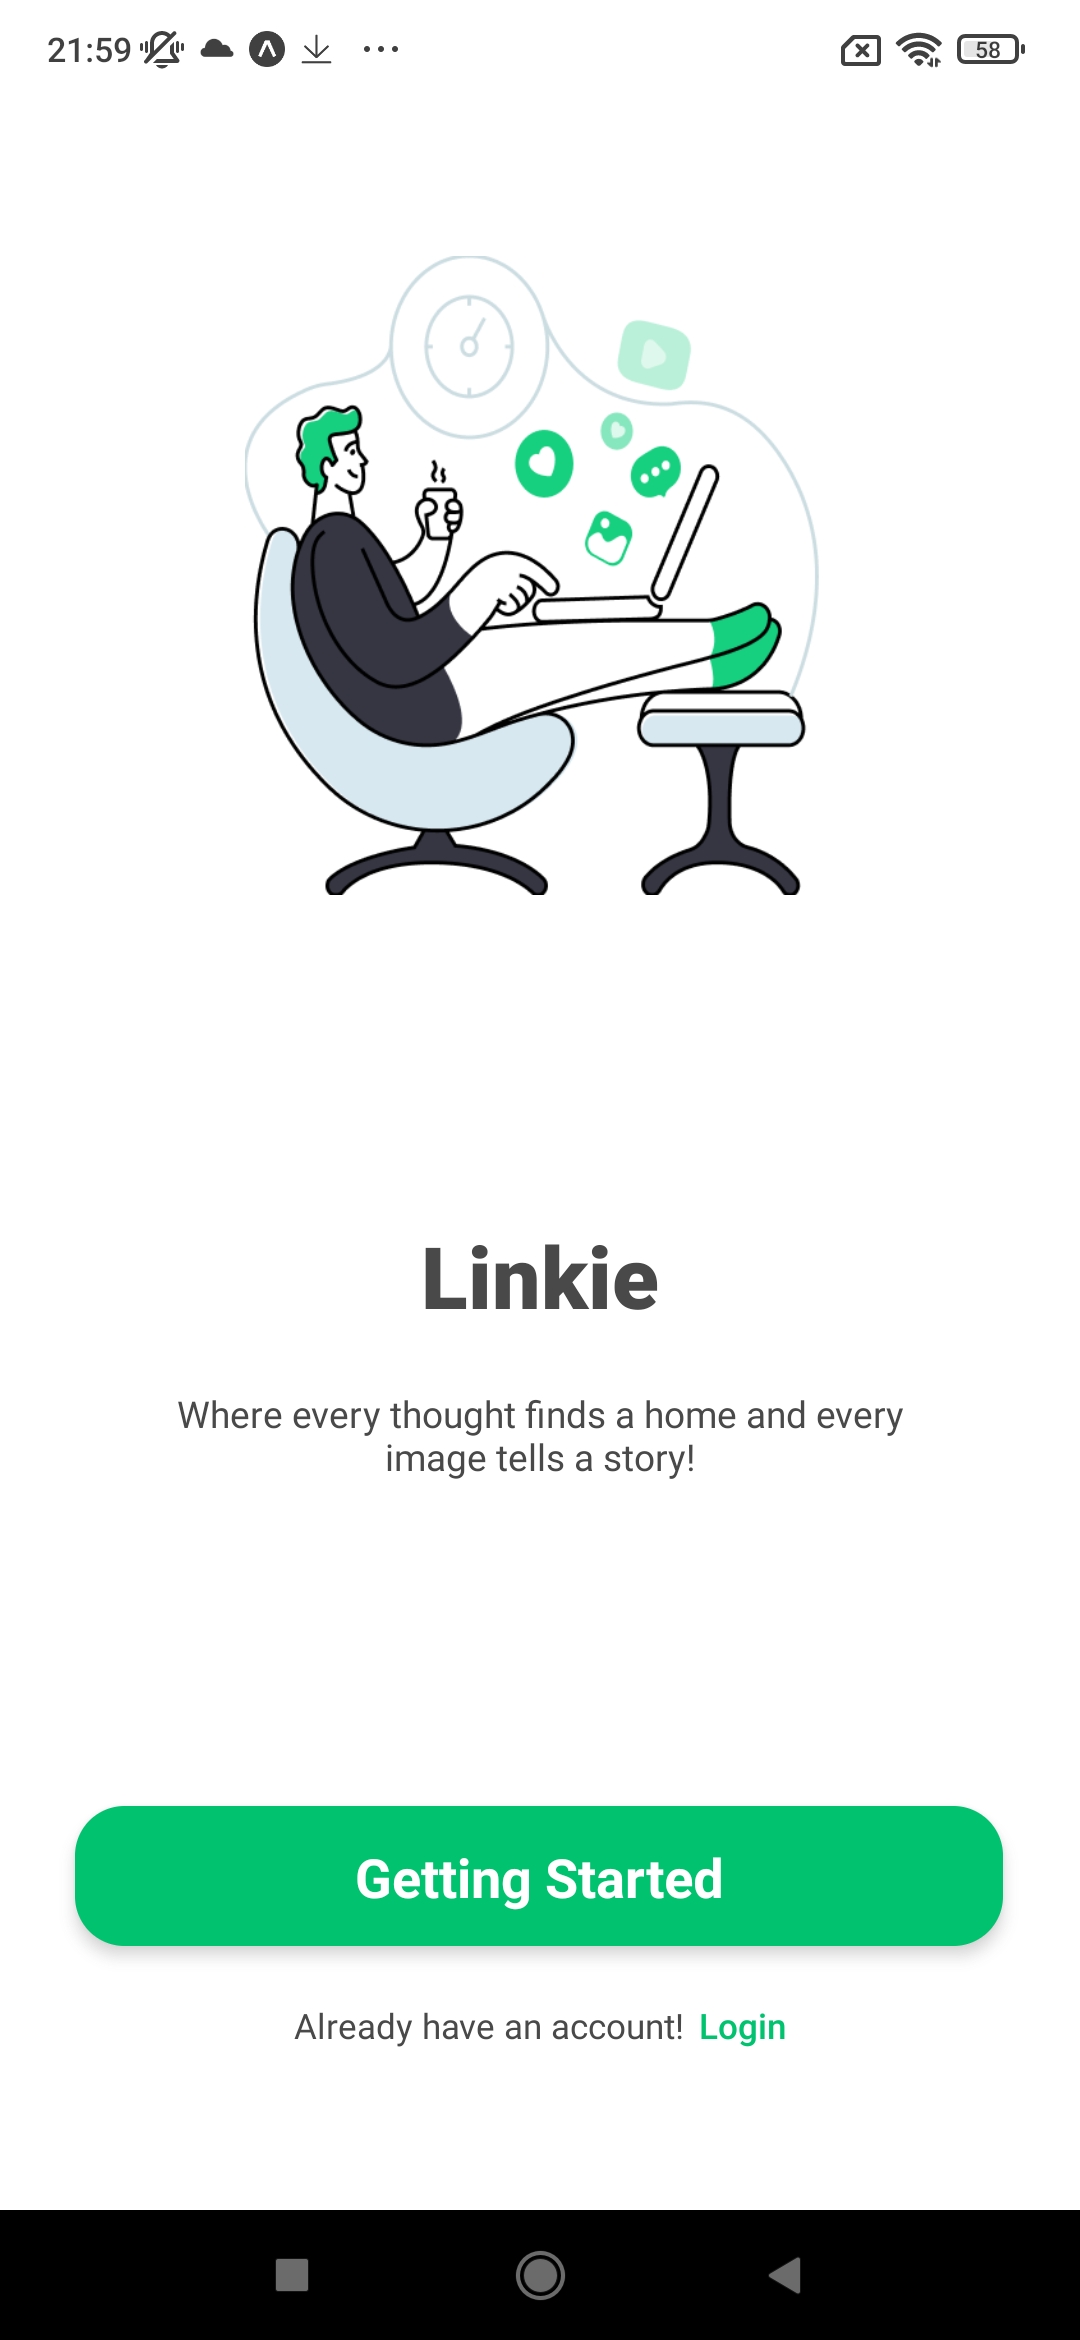 21:59
58
Linkie
Where every thought finds a home and every
image tells a story!
Getting Started
Already have an account! Login